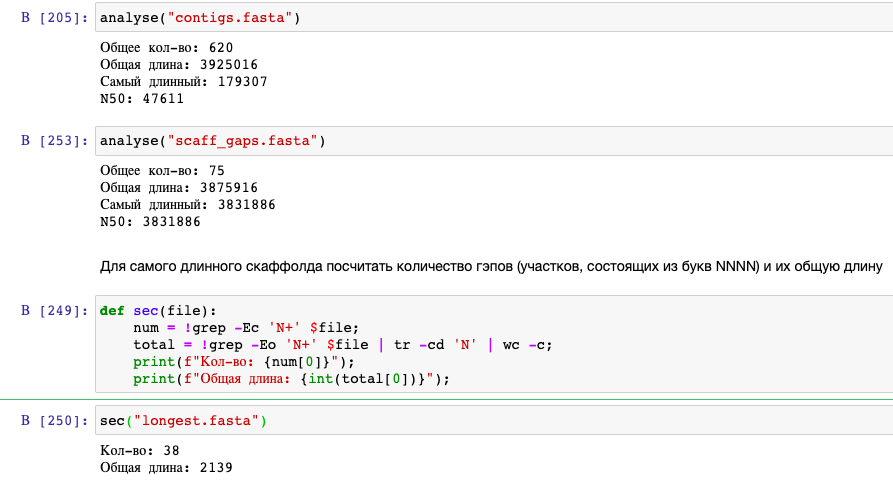 В [205]: analyse("contigs.fasta")
Общее кол-во: 620
Общая длина: 3925016
Самый длинный: 179307
N50: 47611
В [253]: analyse("scaff_gaps.fasta")
Общее кол-во: 75
Общая длина: 3875916
Самый длинный: 3831886
N50: 3831886
Для самого длинного скаффолда посчитать количество гэпов (участков, состоящих из букв NNNN) и их общую длину
В [249]: def sec(file):
num = !grep -Ec 'N+' $file;
total = !grep -Eo 'N+' $file | tr -cd 'N' | wc -c;
print(f"Кол-во: {num[0]}");
print(f"Общая длина: {int(total[0])}");
В [250]: sec("longest.fasta")
Кол-во: 38
Общая длина: 2139